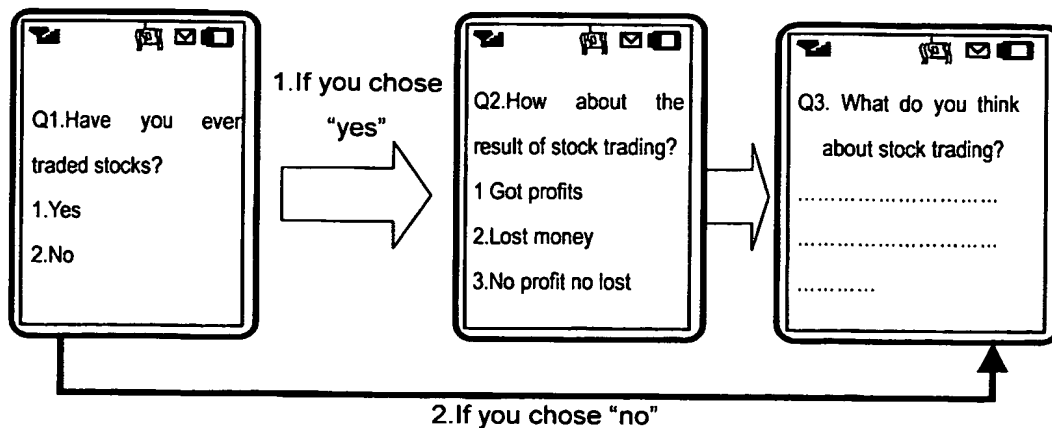 Q1.Have you ever
traded stocks?
1.Yes
2.No
1.If you chose
“yes”
Q2.How about the
result of stock trading?
1 Got profits
2.Lost money
3.No profit no lost
Q3. What do you think
about stock trading?
..............................
..............................
............
2.If you chose “no”